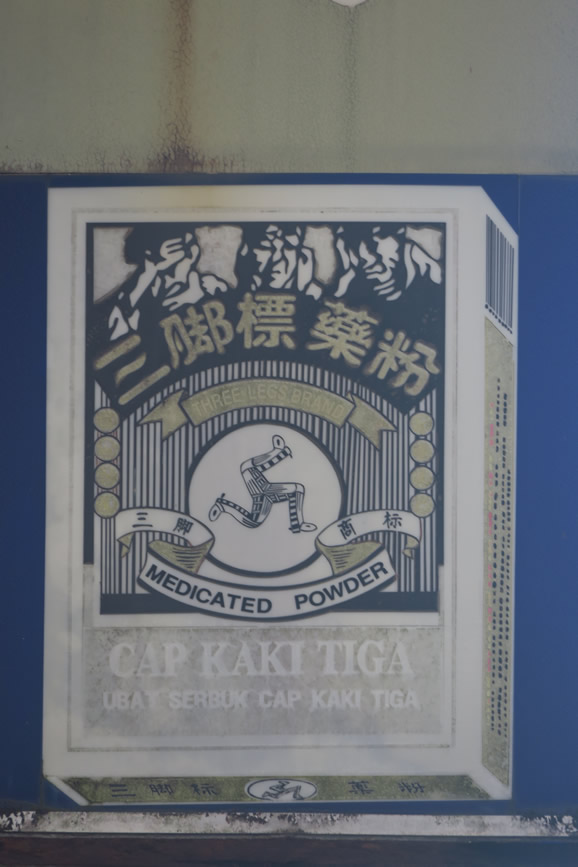 三脚標藥粉
THREE LEGS BRAND
三脚 商标
MEDICATED POWDER
CAP KAKI TIGA
UBAT SERBUK CAP KAKI TIGA